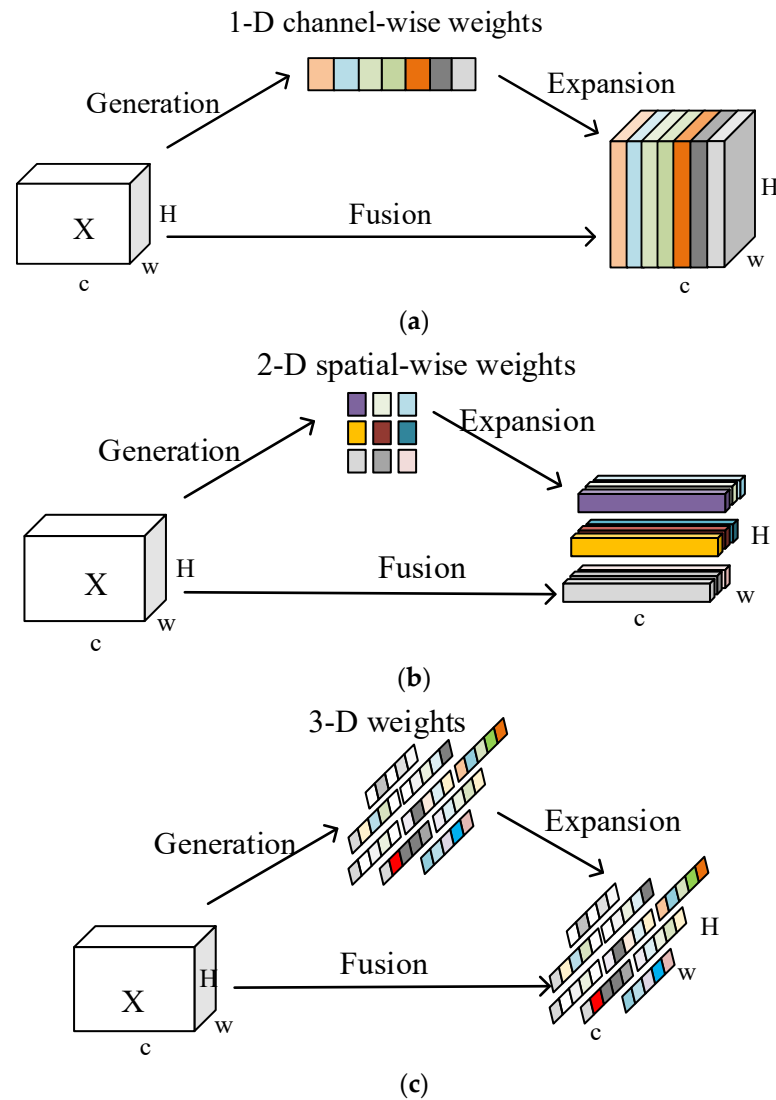 1-D channel-wise weights
Generation
Expansion
X
H
w
c
Fusion
H
w
c
(a)
2-D spatial-wise weights
Generation
Expansion
X
H
w
c
Fusion
H
w
c
(b)
3-D weights
Generation
Expansion
X
H
w
c
Fusion
H
w
c
(c)